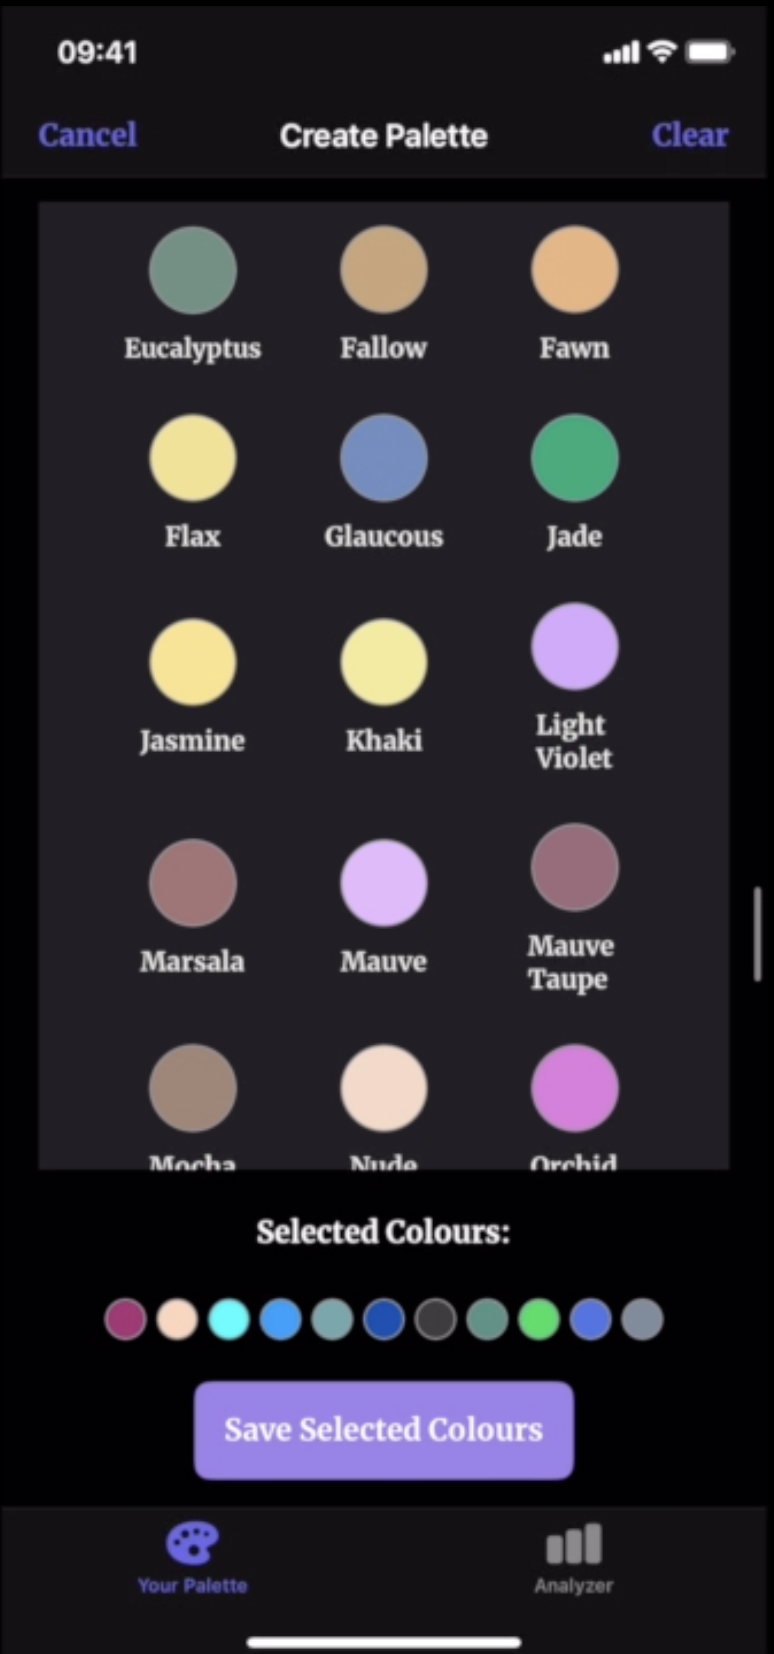 09:41
Cancel Create Palette Clear
Eucalyptus Fallow Fawn
Flax Glaucous Jade
Jasmine Khaki Light
Violet
Marsala Mauve Mauve
Taupe
Mocha Nude Orchid
Selected Colours:
Save Selected Colours
Your Palette Analyzer